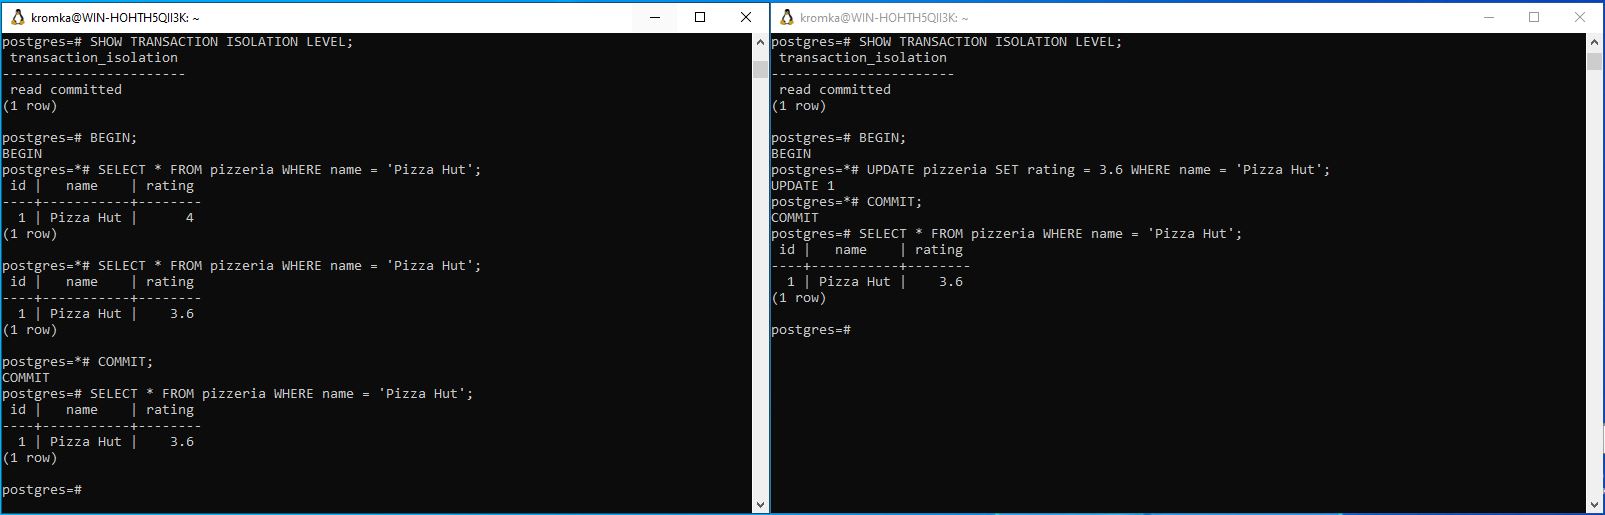 kromka@WIN-HOHTH5QII3K: ~
postgres=# SHOW TRANSACTION ISOLATION LEVEL;
 transaction_isolation
-----------------------
 read committed
(1 row)

postgres=# BEGIN;
BEGIN
postgres=*# SELECT * FROM pizzeria WHERE name = 'Pizza Hut';
 id |   name    | rating
----+-----------+--------
  1 | Pizza Hut |      4
(1 row)

postgres=*# SELECT * FROM pizzeria WHERE name = 'Pizza Hut';
 id |   name    | rating
----+-----------+--------
  1 | Pizza Hut |    3.6
(1 row)

postgres=*# COMMIT;
COMMIT
postgres=# SELECT * FROM pizzeria WHERE name = 'Pizza Hut';
 id |   name    | rating
----+-----------+--------
  1 | Pizza Hut |    3.6
(1 row)

postgres=#
kromka@WIN-HOHTH5QII3K: ~
postgres=# SHOW TRANSACTION ISOLATION LEVEL;
 transaction_isolation
-----------------------
 read committed
(1 row)

postgres=# BEGIN;
BEGIN
postgres=*# UPDATE pizzeria SET rating = 3.6 WHERE name = 'Pizza Hut';
UPDATE 1
postgres=*# COMMIT;
COMMIT
postgres=# SELECT * FROM pizzeria WHERE name = 'Pizza Hut';
 id |   name    | rating
----+-----------+--------
  1 | Pizza Hut |    3.6
(1 row)

postgres=#